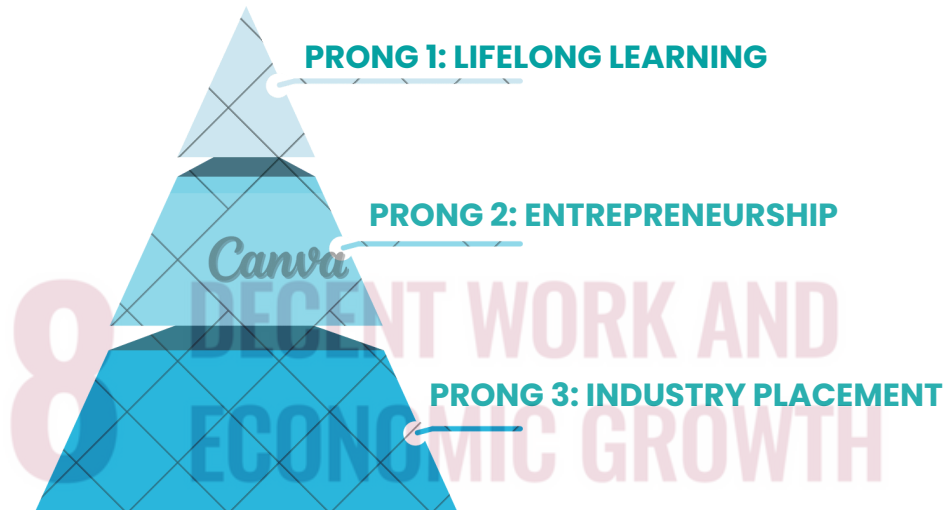 PRONG 1: LIFELONG LEARNING
PRONG 2: ENTREPRENEURSHIP
Canva
8 DECENT WORK AND
ECONOMIC GROWTH
PRONG 3: INDUSTRY PLACEMENT